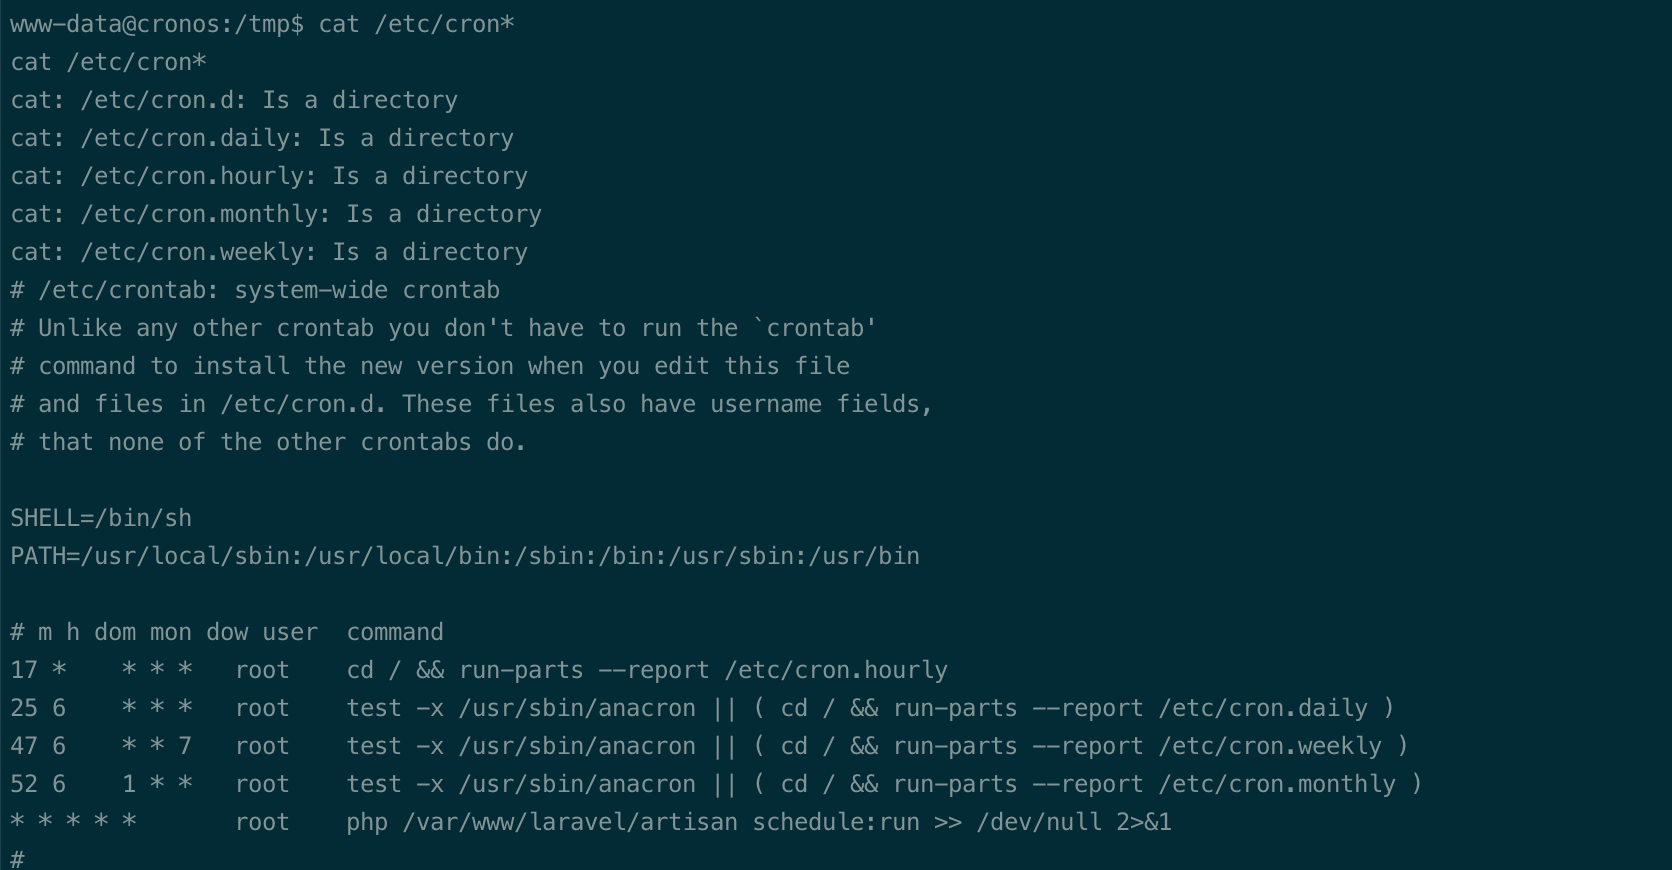 www-data@cronos:/tmp$ cat /etc/cron*
cat /etc/cron*
cat: /etc/cron.d: Is a directory
cat: /etc/cron.daily: Is a directory
cat: /etc/cron.hourly: Is a directory
cat: /etc/cron.monthly: Is a directory
cat: /etc/cron.weekly: Is a directory
# /etc/crontab: system-wide crontab
# Unlike any other crontab you don't have to run the `crontab'
# command to install the new version when you edit this file
# and files in /etc/cron.d. These files also have username fields,
# that none of the other crontabs do.

SHELL=/bin/sh
PATH=/usr/local/sbin:/usr/local/bin:/sbin:/bin:/usr/sbin:/usr/bin

# m h dom mon dow user  command
17 *    * * *   root    cd / && run-parts --report /etc/cron.hourly
25 6    * * *   root    test -x /usr/sbin/anacron || ( cd / && run-parts --report /etc/cron.daily )
47 6    * * 7   root    test -x /usr/sbin/anacron || ( cd / && run-parts --report /etc/cron.weekly )
52 6    1 * *   root    test -x /usr/sbin/anacron || ( cd / && run-parts --report /etc/cron.monthly )
* * * * *       root    php /var/www/laravel/artisan schedule:run >> /dev/null 2>&1
#